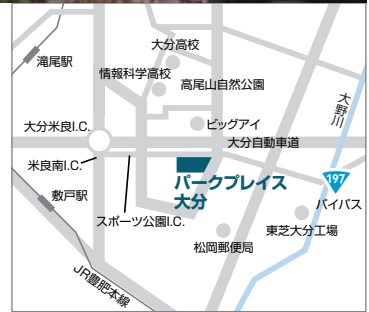 大分高校
滝尾駅
情報科学高校
高尾山自然公園
大野川
大分米良I.C.
ビッグアイ
大分自動車道
米良南I.C.
パークプレイス
大分
197
バイパス
敷戸駅
スポーツ公園I.C.
東芝大分工場
松岡郵便局
JR豊肥本線